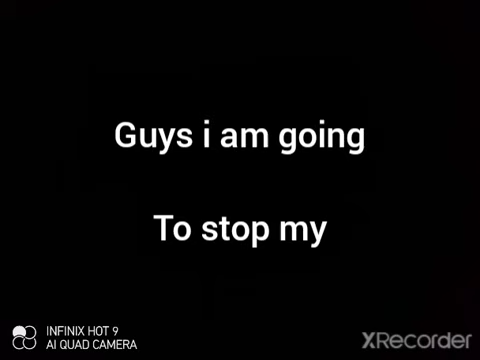 Guys i am going
To stop my
INFINIX HOT 9
AI QUAD CAMERA
XRecorder